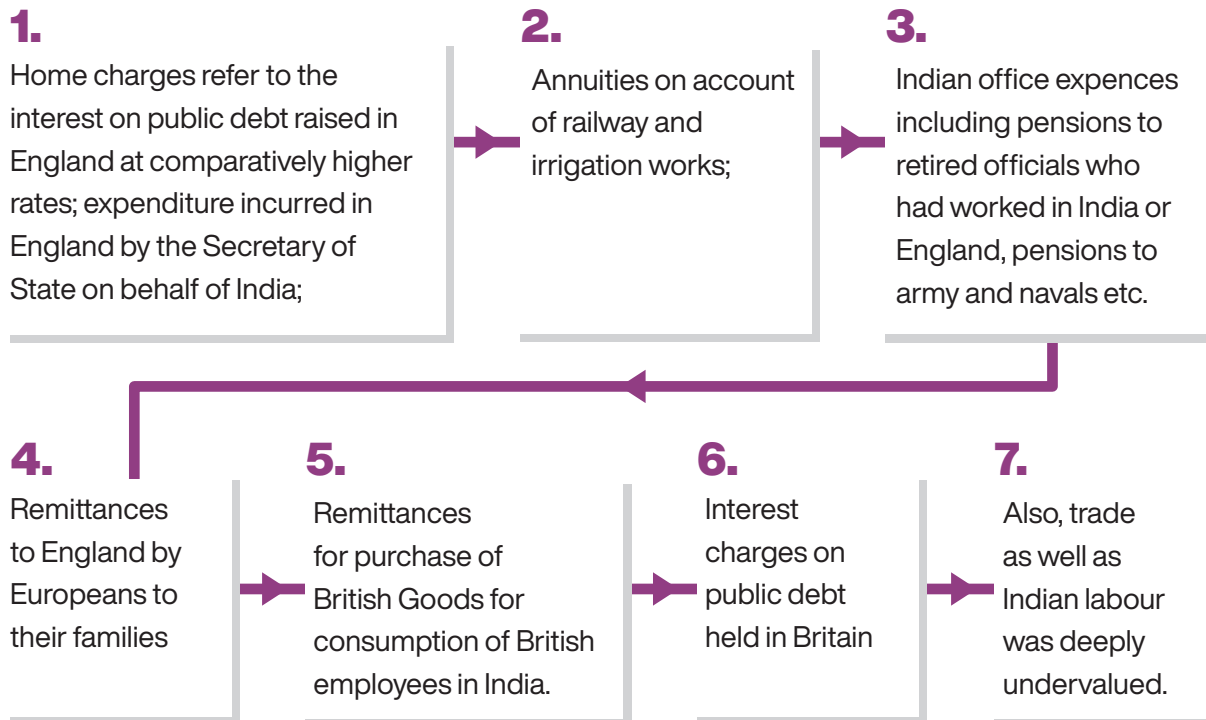 1.
Home charges refer to the
interest on public debt raised in
England at comparatively higher
rates; expenditure incurred in
England by the Secretary of
State on behalf of India;
2.
Annuities on account
of railway and
irrigation works;
3.
Indian office expences
including pensions to
retired officials who
had worked in India or
England, pensions to
army and navals etc.
4.
Remittances
to England by
Europeans to
their families
5.
Remittances
for purchase of
British Goods for
consumption of British
employees in India.
6.
Interest
charges on
public debt
held in Britain
7.
Also, trade
as well as
Indian labour
was deeply
undervalued.